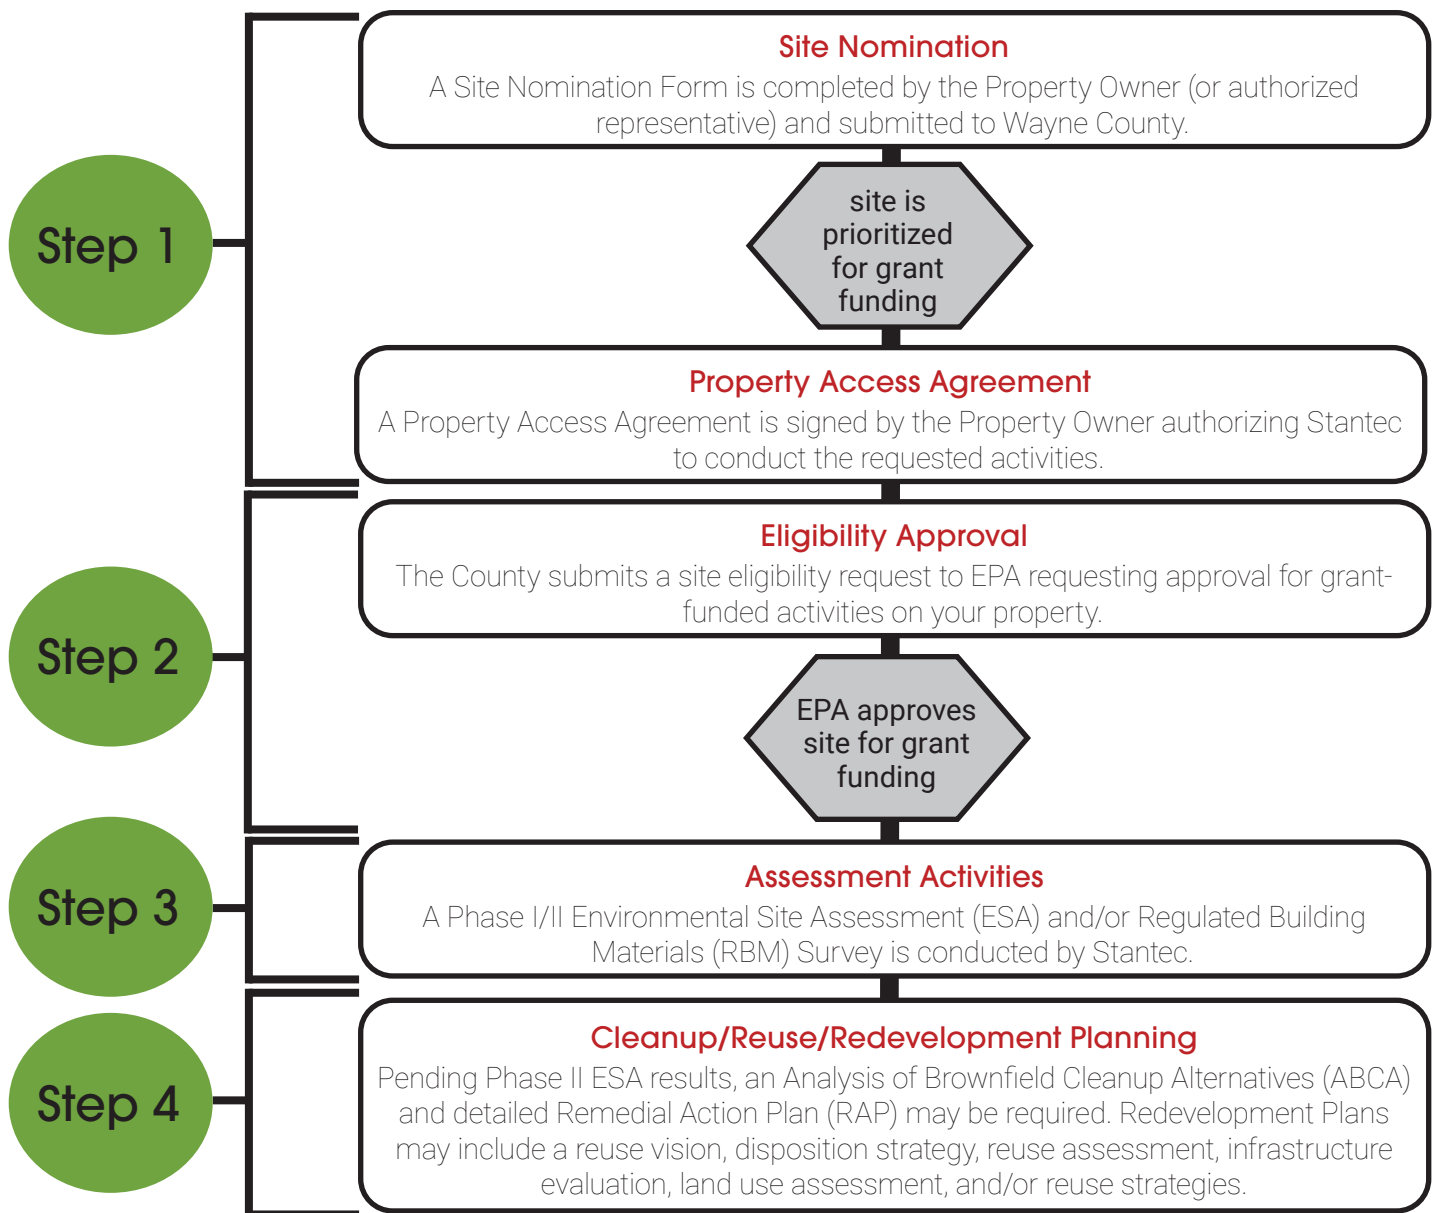 Step 1
Site Nomination
A Site Nomination Form is completed by the Property Owner (or authorized
representative) and submitted to Wayne County.
site is
prioritized
for grant
funding
Property Access Agreement
A Property Access Agreement is signed by the Property Owner authorizing Stantec
to conduct the requested activities.
Step 2
Eligibility Approval
The County submits a site eligibility request to EPA requesting approval for grant-
funded activities on your property.
EPA approves
site for grant
funding
Step 3
Assessment Activities
A Phase I/II Environmental Site Assessment (ESA) and/or Regulated Building
Materials (RBM) Survey is conducted by Stantec.
Step 4
Cleanup/Reuse/Redevelopment Planning
Pending Phase II ESA results, an Analysis of Brownfield Cleanup Alternatives (ABCA)
and detailed Remedial Action Plan (RAP) may be required. Redevelopment Plans
may include a reuse vision, disposition strategy, reuse assessment, infrastructure
evaluation, land use assessment, and/or reuse strategies.